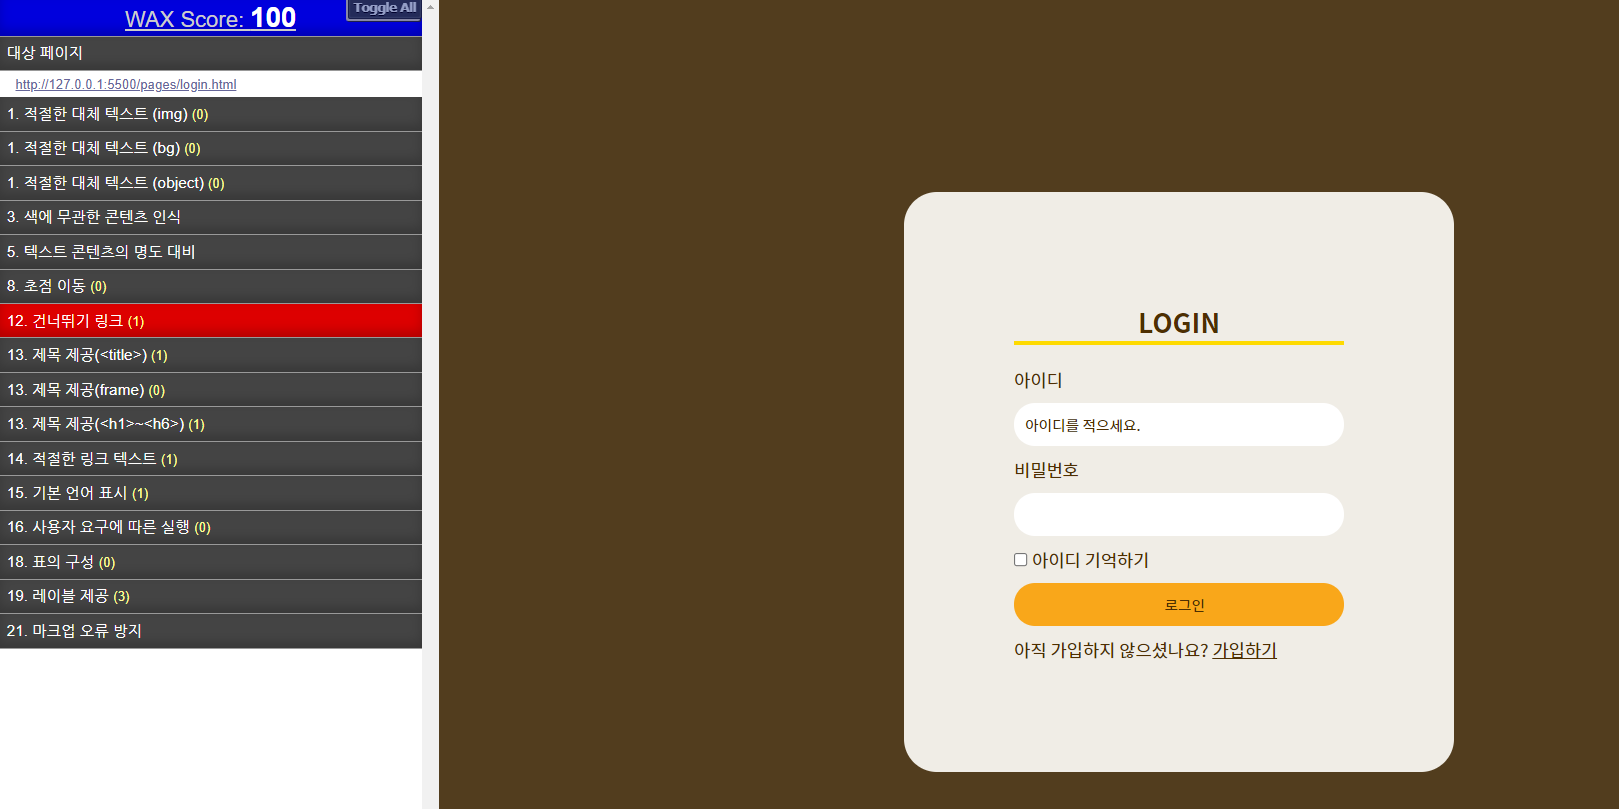 WAX Score: 100
Toggle All
대상 페이지
http://127.0.0.1:5500/pages/login.html
1. 적절한 대체 텍스트 (img) (0)
1. 적절한 대체 텍스트 (bg) (0)
1. 적절한 대체 텍스트 (object) (0)
3. 색에 무관한 콘텐츠 인식
5. 텍스트 콘텐츠의 명도 대비
8. 초점 이동 (0)
12. 건너뛰기 링크 (1)
13. 제목 제공(<title>) (1)
13. 제목 제공(frame) (0)
13. 제목 제공(<h1>~<h6>) (1)
14. 적절한 링크 텍스트 (1)
15. 기본 언어 표시 (1)
16. 사용자 요구에 따른 실행 (0)
18. 표의 구성 (0)
19. 레이블 제공 (3)
21. 마크업 오류 방지
LOGIN
아이디
아이디를 적으세요.
비밀번호
아이디 기억하기
로그인
아직 가입하지 않으셨나요? 가입하기